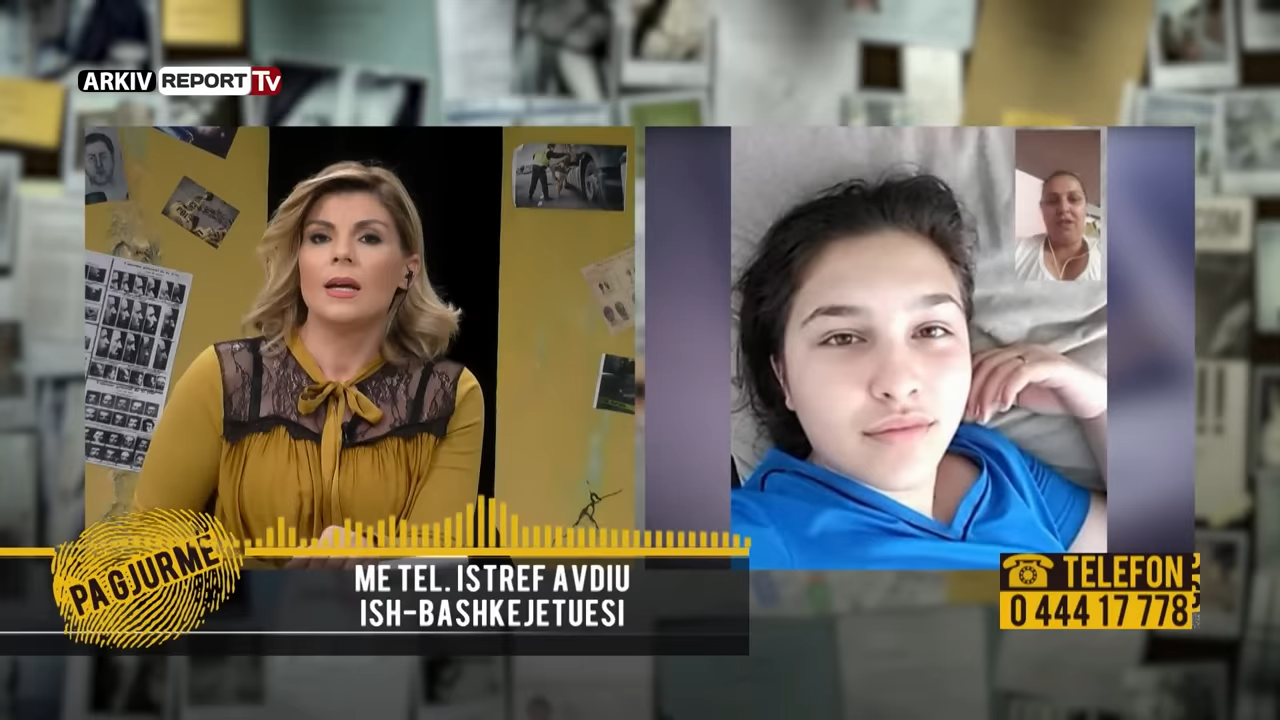 ARKIV REPORT Tv
PA GJURMË
ME TEL. ISTREF AVDIU
ISH-BASHKEJETUESI
TELEFON
0 444 17 778